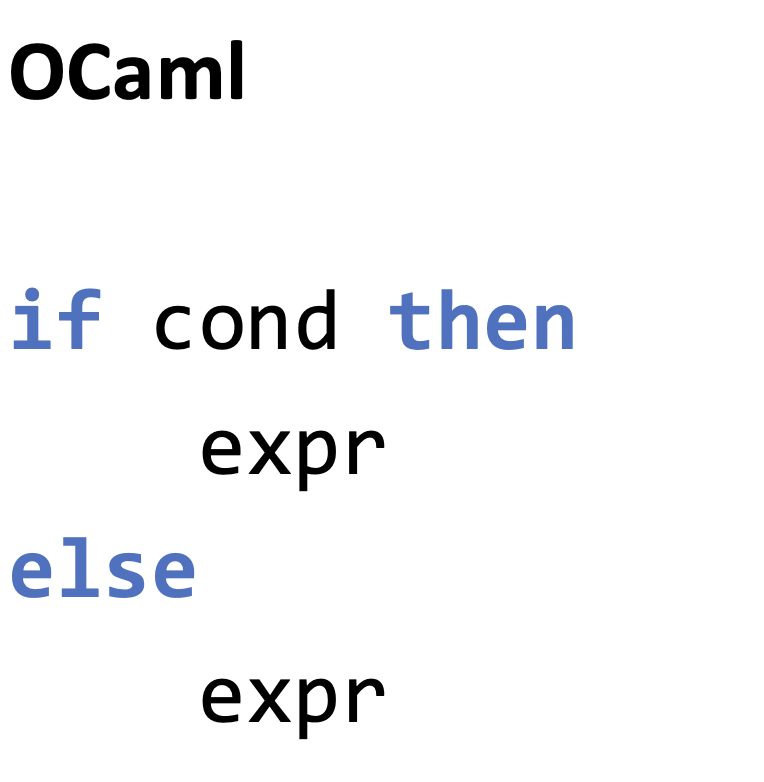 OCaml
if cond then
    expr
else
    expr